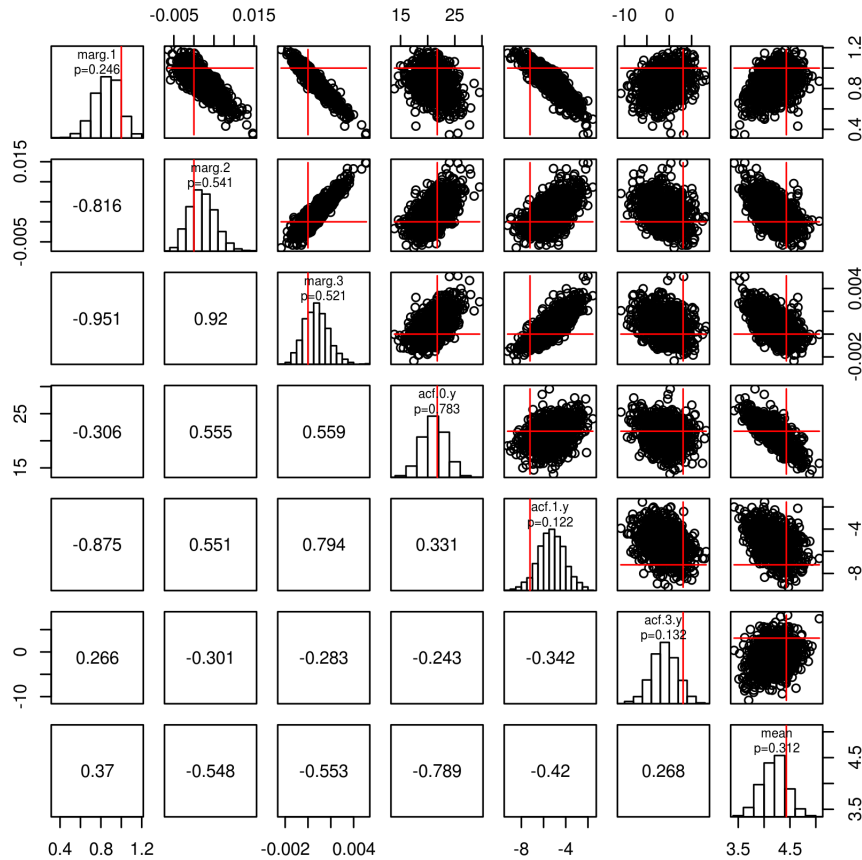 -0.005 0.015 15 25 -10 0
marg.1
p=0.246
0.4 0.8 1.2
-0.005 0.015
-0.816
marg.2
p=0.541
-0.951 0.92
marg.3
p=0.521
-0.002 0.004
15 25
-0.306 0.555 0.559
acf.0.y
p=0.783
-0.875 0.551 0.794 0.331
acf.1.y
p=0.122
-8 -4
-10 0
0.266 -0.301 -0.283 -0.243 -0.342
acf.3.y
p=0.132
0.37 -0.548 -0.553 -0.789 -0.42 0.268
mean
p=0.312
3.5 4.5
0.4 0.8 1.2 -0.002 0.004 -8 -4 3.5 4.5